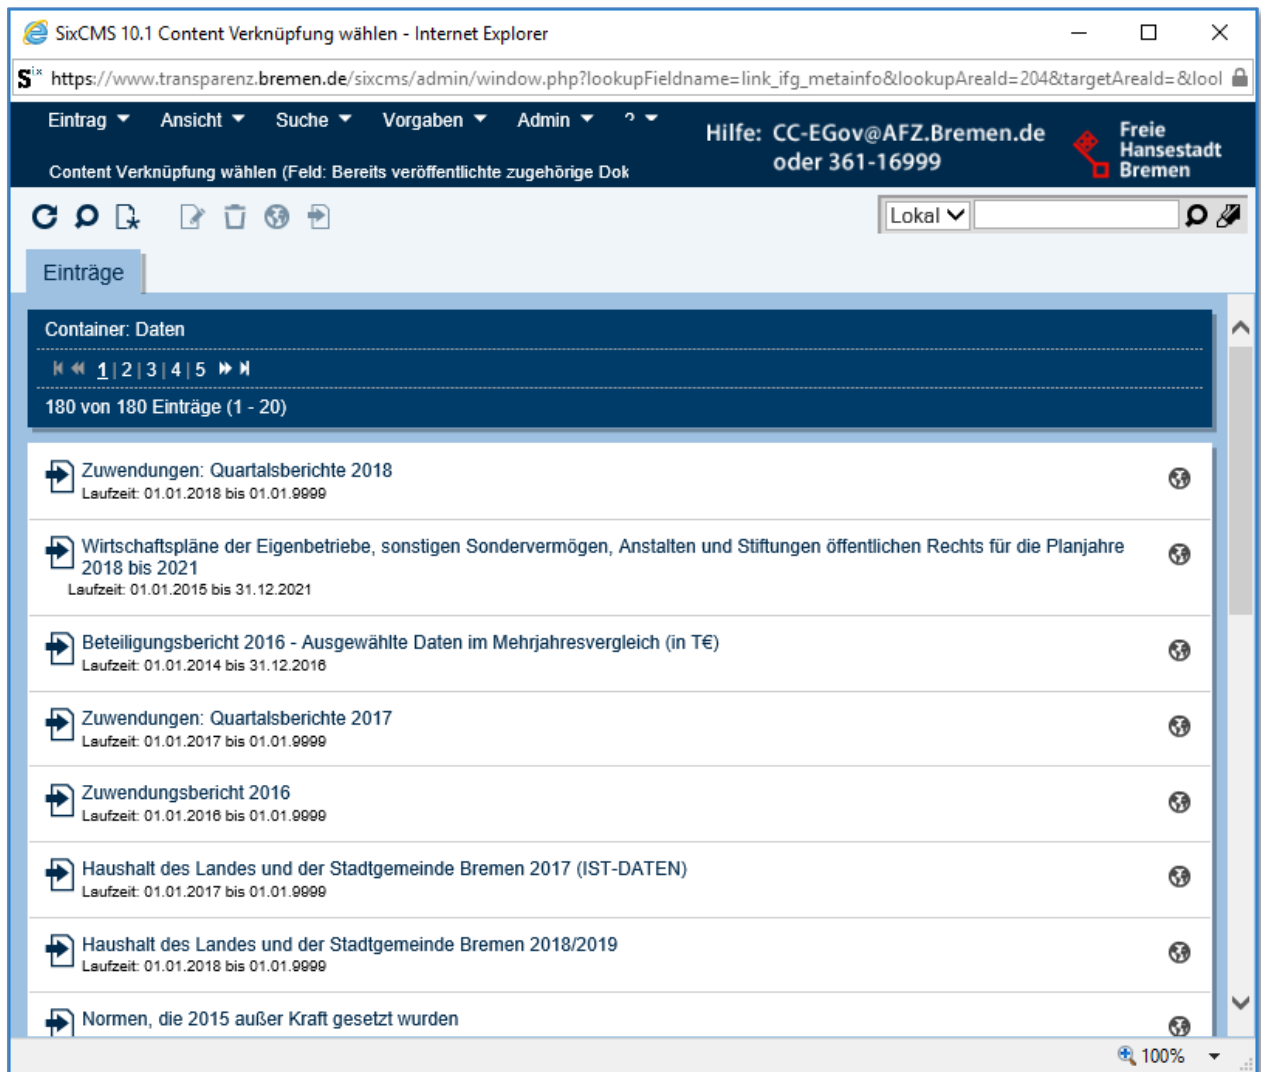 SixCMS 10.1 Content Verknüpfung wählen - Internet Explorer
Six https://www.transparenz.bremen.de/sixcms/admin/window.php?lookupFieldname=link_ifg_metainfo&lookupAreaId=204&targetAreaId=&lool
Eintrag Ansicht Suche Vorgaben Admin ?
Hilfe: CC-EGov@AFZ.Bremen.de
oder 361-16999
Freie
Hansestadt
Bremen
Content Verknüpfung wählen (Feld: Bereits veröffentlichte zugehörige Dok
Lokal
Einträge
Container: Daten
1 | 2 | 3 | 4 | 5
180 von 180 Einträge (1 - 20)
Zuwendungen: Quartalsberichte 2018
Laufzeit: 01.01.2018 bis 01.01.9999
Wirtschaftspläne der Eigenbetriebe, sonstigen Sondervermögen, Anstalten und Stiftungen öffentlichen Rechts für die Planjahre
2018 bis 2021
Laufzeit: 01.01.2015 bis 31.12.2021
Beteiligungsbericht 2016 - Ausgewählte Daten im Mehrjahresvergleich (in T€)
Laufzeit: 01.01.2014 bis 31.12.2016
Zuwendungen: Quartalsberichte 2017
Laufzeit: 01.01.2017 bis 01.01.9999
Zuwendungsbericht 2016
Laufzeit: 01.01.2016 bis 01.01.9999
Haushalt des Landes und der Stadtgemeinde Bremen 2017 (IST-DATEN)
Laufzeit: 01.01.2017 bis 01.01.9999
Haushalt des Landes und der Stadtgemeinde Bremen 2018/2019
Laufzeit: 01.01.2018 bis 01.01.9999
Normen, die 2015 außer Kraft gesetzt wurden
100%